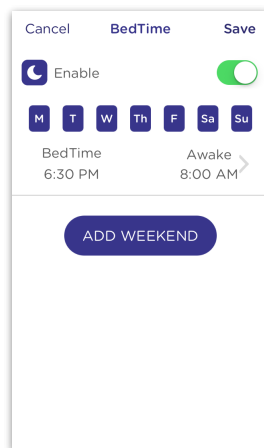 Cancel BedTime Save
Enable
M T W Th F Sa Su
BedTime Awake
6:30 PM 8:00 AM
ADD WEEKEND